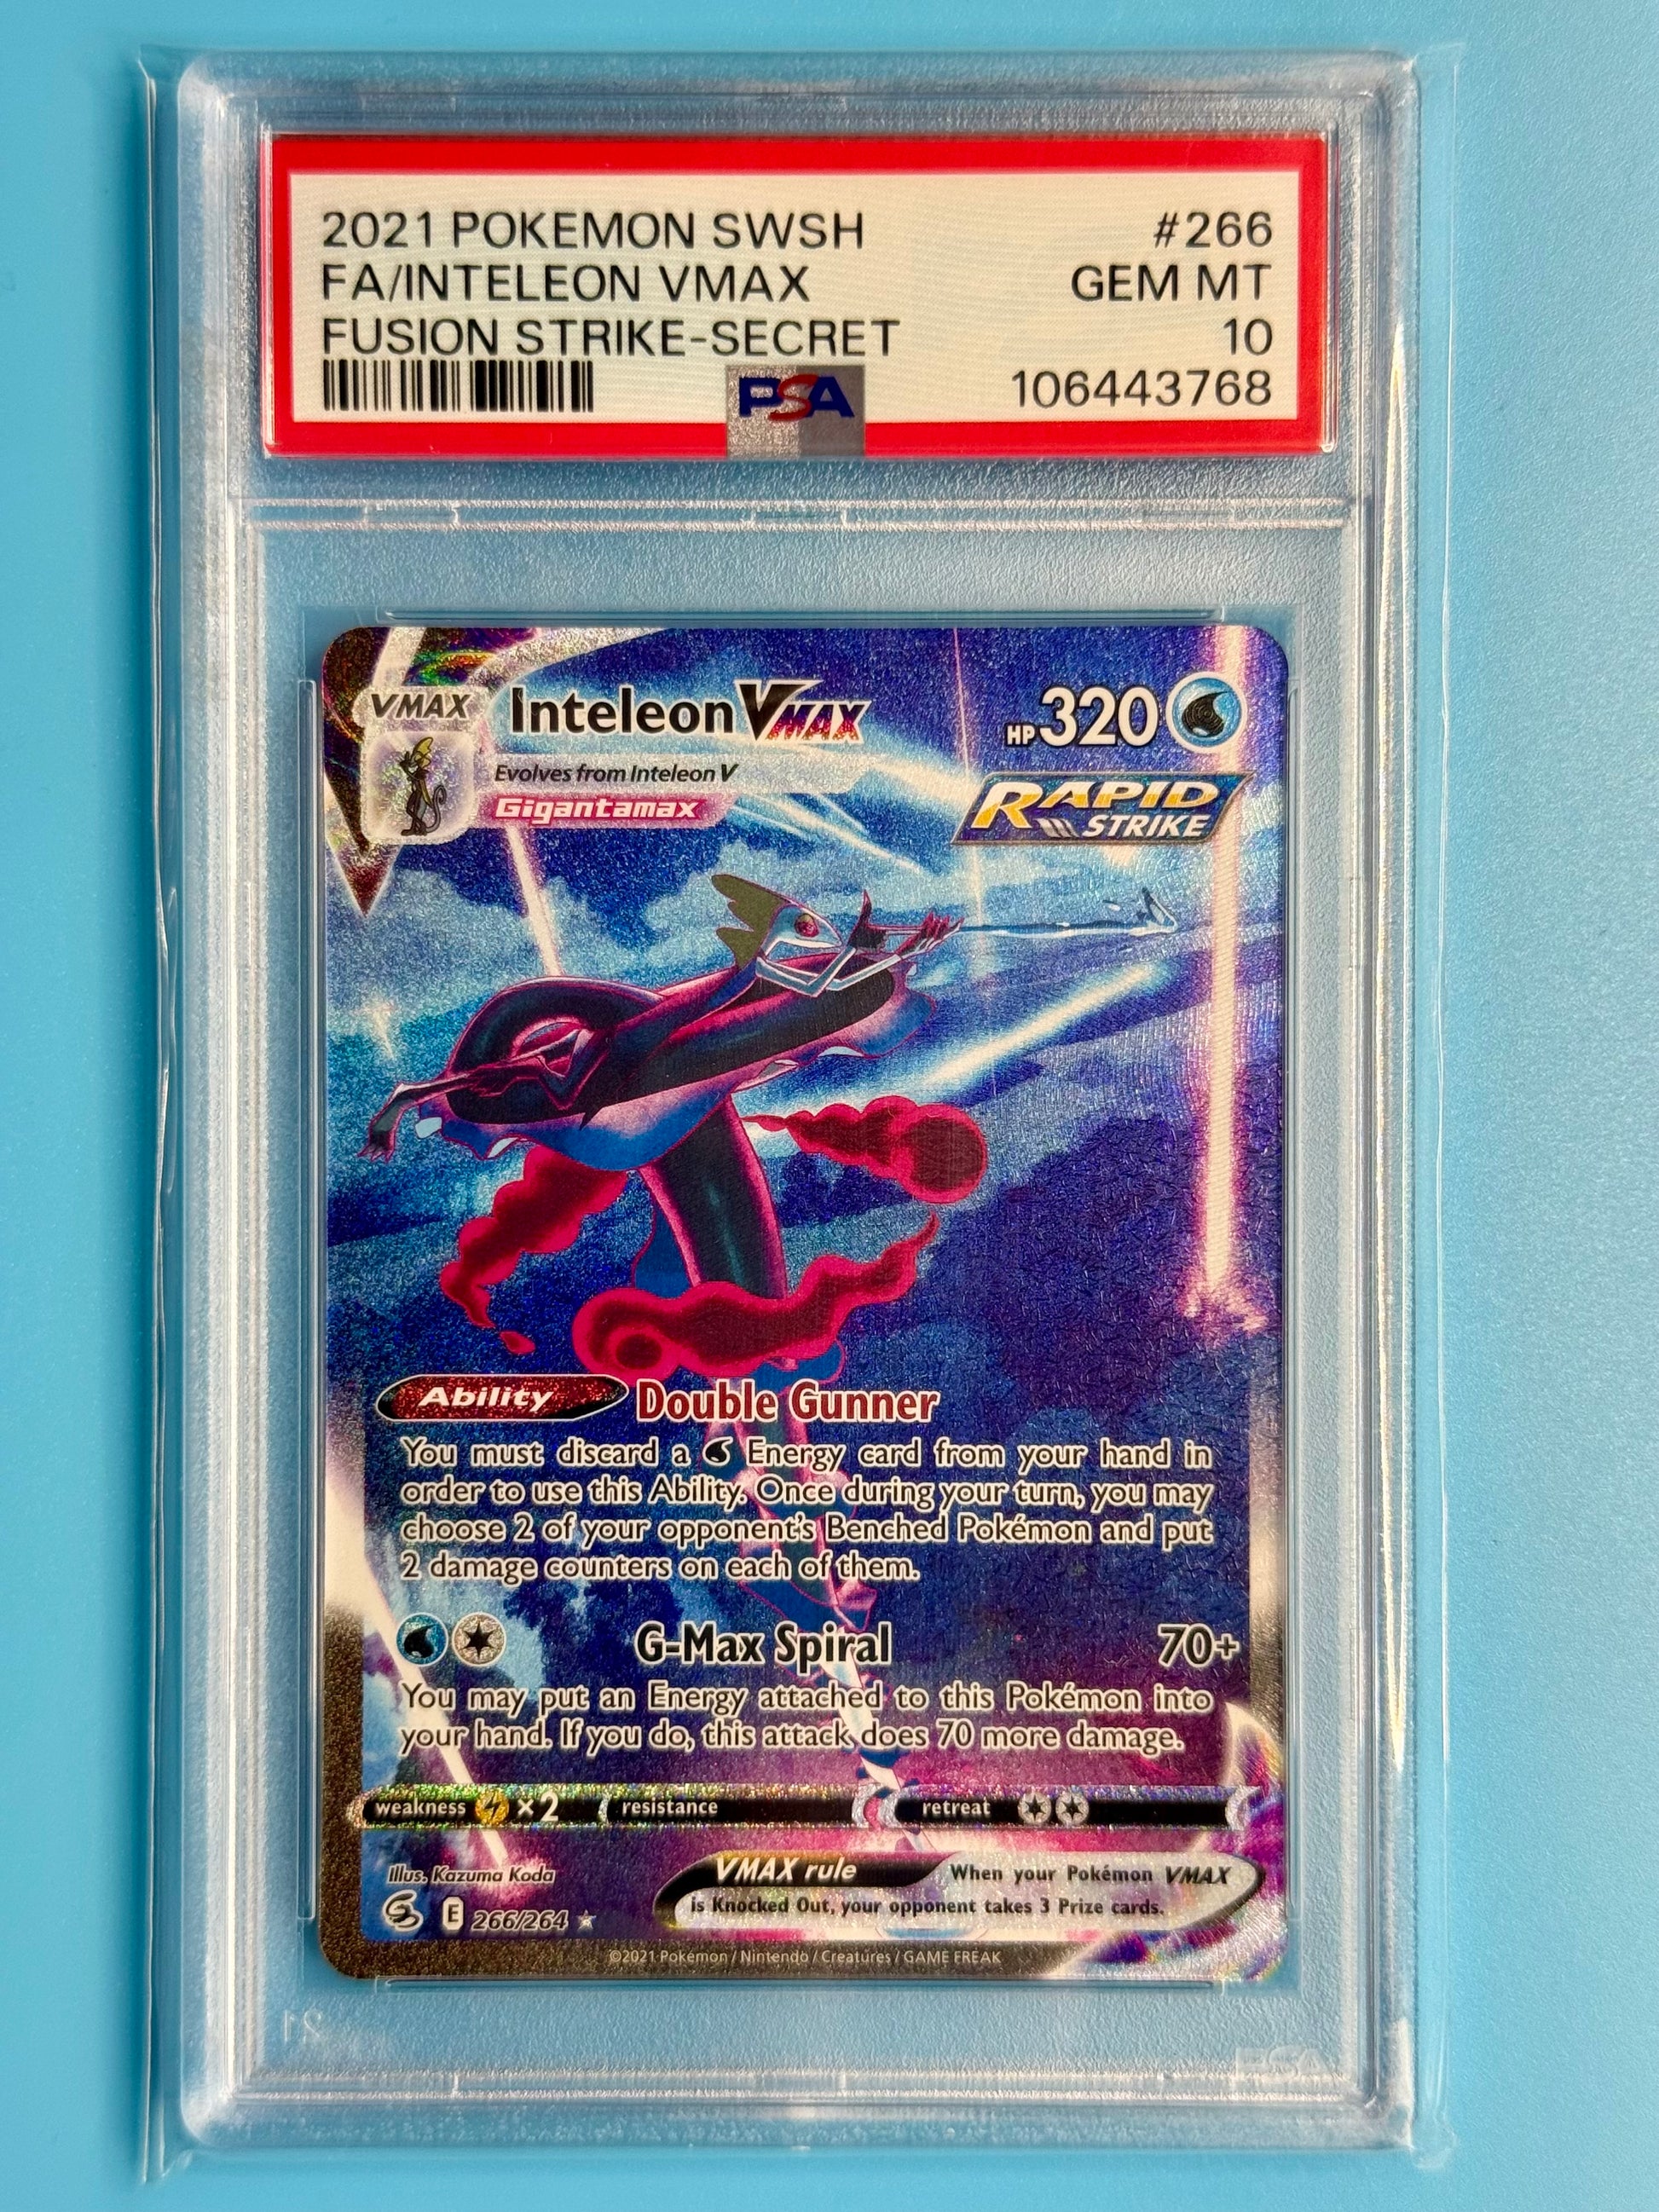 2021 POKEMON SWSH #266
FA/INTELEON VMAX GEM MT
FUSION STRIKE-SECRET 10
PSA 106443768
VMAX Inteleon VMAX HP 320
Evolves from Inteleon V
Gigantamax
RAPID
STRIKE
Ability Double Gunner
You must discard a Energy card from your hand in
order to use this Ability. Once during your turn, you may
choose 2 of your opponent's Benched Pokémon and put
2 damage counters on each of them.
G-Max Spiral 70+
You may put an Energy attached to this Pokémon into
your hand. If you do, this attack does 70 more damage.
weakness ×2 resistance retreat
Illus. Kazuma Koda
VMAX rule When your Pokémon VMAX
is Knocked Out, your opponent takes 3 Prize cards.
E 266/264
©2021 Pokémon / Nintendo / Creatures / GAME FREAK
PSA